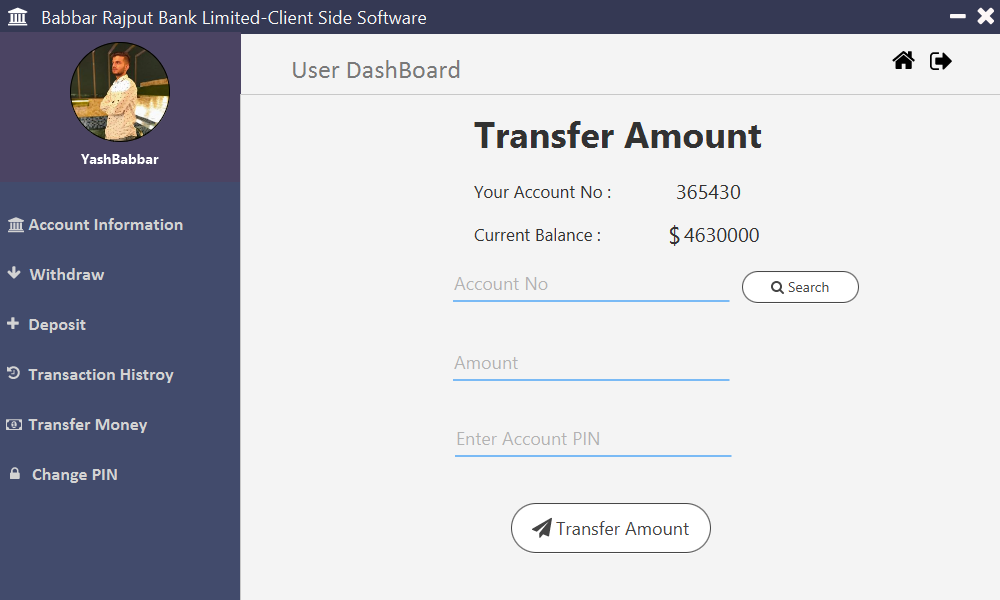 Babbar Rajput Bank Limited-Client Side Software
YashBabbar
Account Information
Withdraw
Deposit
Transaction Histroy
Transfer Money
Change PIN
User DashBoard
Transfer Amount
Your Account No : 365430
Current Balance : $ 4630000
Account No Search
Amount
Enter Account PIN
Transfer Amount